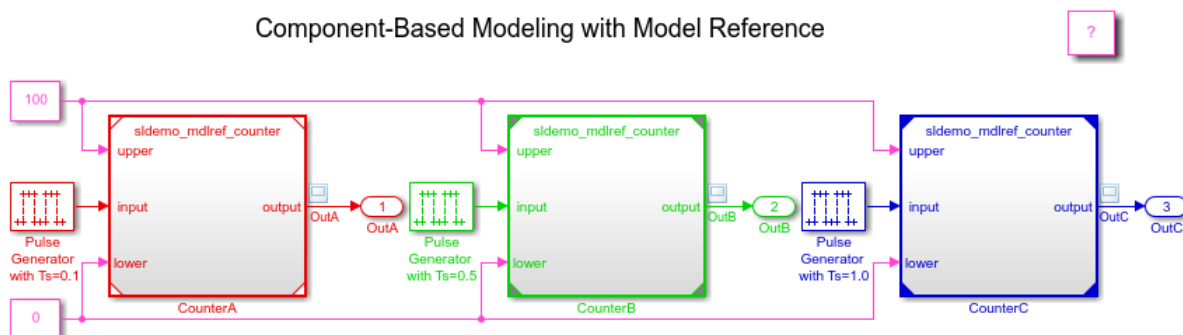 Component-Based Modeling with Model Reference
?
100
sldemo_mdlref_counter
upper
input
output
lower
CounterA
Pulse
Generator
with Ts=0.1
OutA
1
OutA
sldemo_mdlref_counter
upper
input
output
lower
CounterB
Pulse
Generator
with Ts=0.5
OutB
2
OutB
sldemo_mdlref_counter
upper
input
output
lower
CounterC
Pulse
Generator
with Ts=1.0
OutC
3
OutC
0